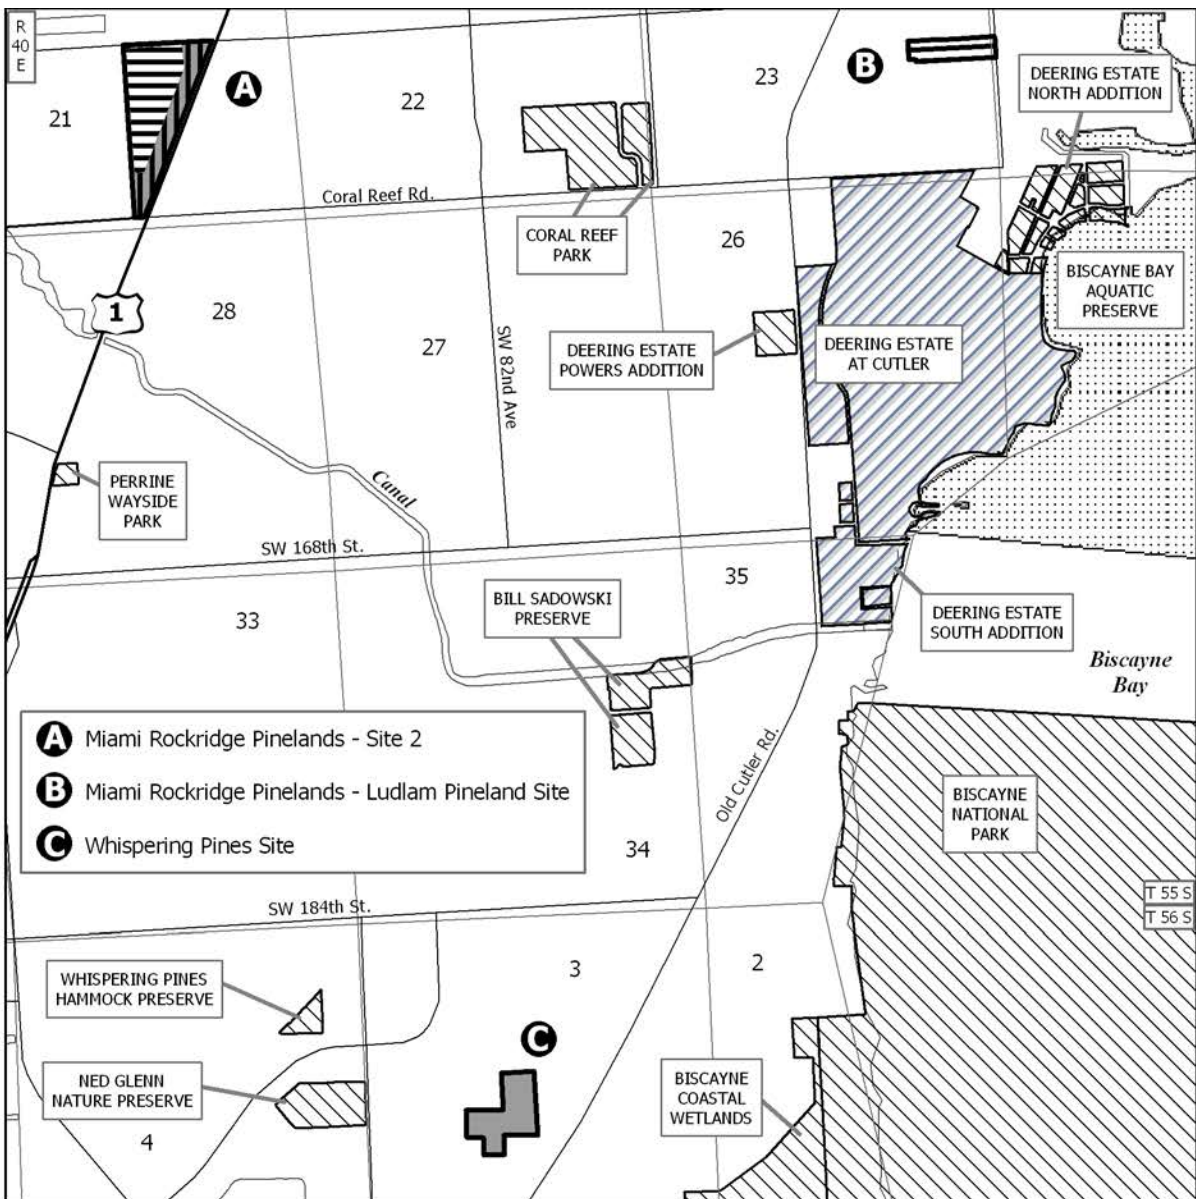 R
40
E
A
B
21
22
23
DEERING ESTATE
NORTH ADDITION
Coral Reef Rd.
CORAL REEF
PARK
26
BISCAYNE BAY
AQUATIC
PRESERVE
1
28
27
SW 82nd Ave
DEERING ESTATE
POWERS ADDITION
DEERING ESTATE
AT CUTLER
PERRINE
WAYSIDE
PARK
Canal
SW 168th St.
35
33
BILL SADOWSKI
PRESERVE
DEERING ESTATE
SOUTH ADDITION
Biscayne
Bay
A Miami Rockridge Pinelands - Site 2
B Miami Rockridge Pinelands - Ludlam Pineland Site
C Whispering Pines Site
Old Cutler Rd.
BISCAYNE
NATIONAL
PARK
34
T 55 S
T 56 S
SW 184th St.
3
2
WHISPERING PINES
HAMMOCK PRESERVE
C
NED GLENN
NATURE PRESERVE
BISCAYNE
COASTAL
WETLANDS
4